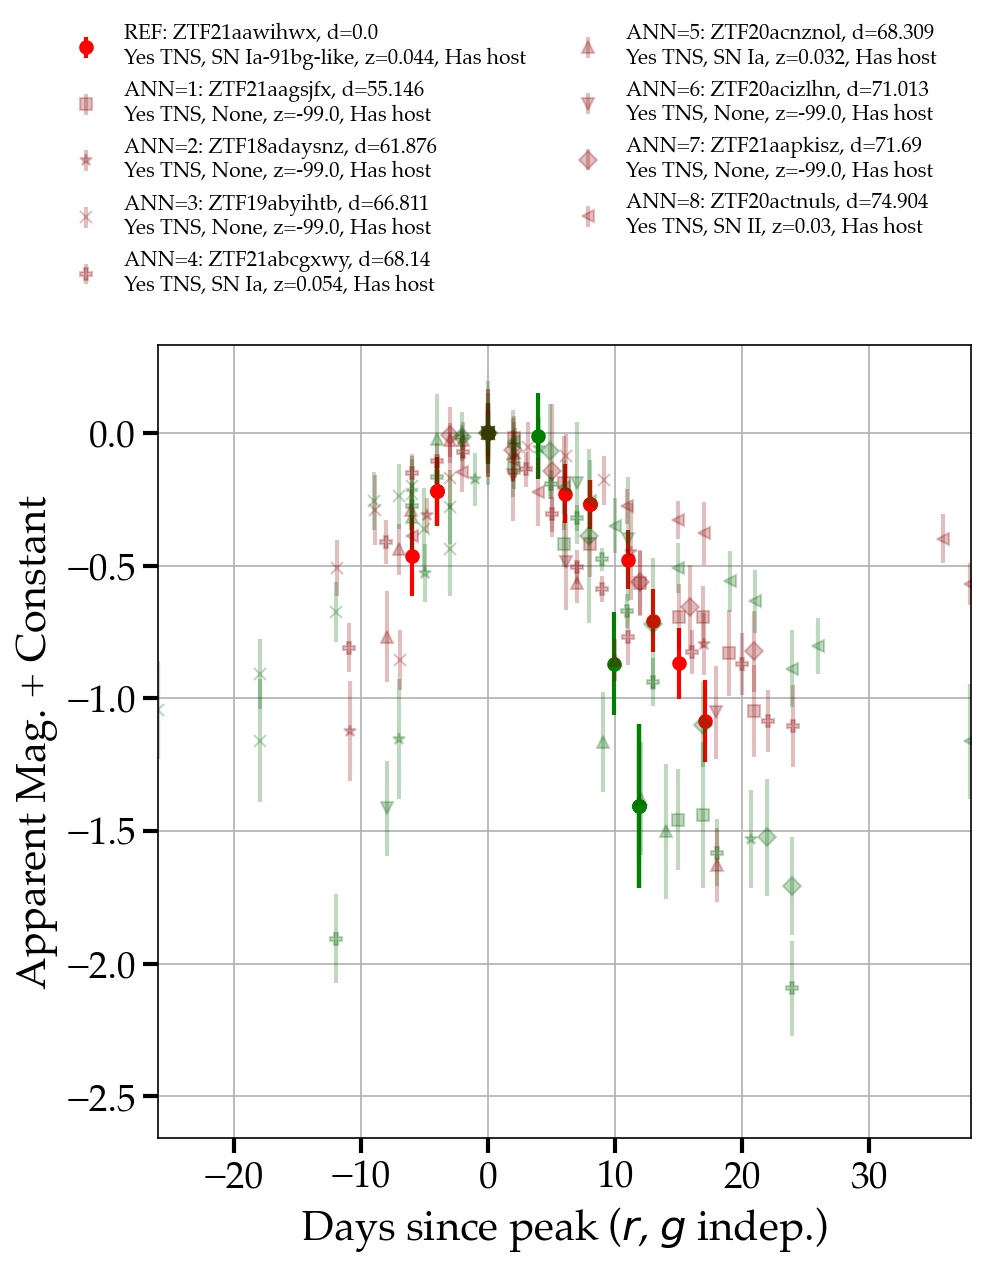 REF: ZTF21aawihwx, d=0.0
Yes TNS, SN Ia-91bg-like, z=0.044, Has host
ANN=1: ZTF21aagsjfx, d=55.146
Yes TNS, None, z=-99.0, Has host
ANN=2: ZTF18adaysnz, d=61.876
Yes TNS, None, z=-99.0, Has host
ANN=3: ZTF19abyihtb, d=66.811
Yes TNS, None, z=-99.0, Has host
ANN=4: ZTF21abcgxwy, d=68.14
Yes TNS, SN Ia, z=0.054, Has host
ANN=5: ZTF20acnznol, d=68.309
Yes TNS, SN Ia, z=0.032, Has host
ANN=6: ZTF20acizlhn, d=71.013
Yes TNS, None, z=-99.0, Has host
ANN=7: ZTF21aapkisz, d=71.69
Yes TNS, None, z=-99.0, Has host
ANN=8: ZTF20actnuls, d=74.904
Yes TNS, SN II, z=0.03, Has host
Apparent Mag. + Constant
0.0
−0.5
−1.0
−1.5
−2.0
−2.5
−20 −10 0 10 20 30
Days since peak (r, g indep.)